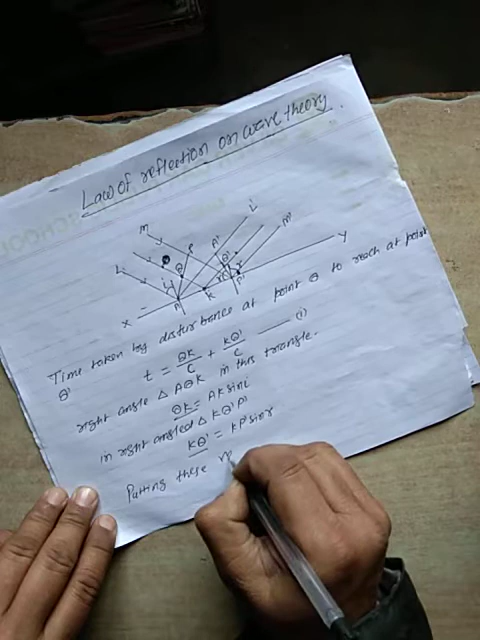 Law of reflection on wave theory.
M
L
P
A'
L'
M'
Q
Q'
i
i
r
r
A
K
P'
X
Y
Time taken by disturbance at point Q to reach at point
Q'
t = QK/C + KQ'/C — (1)
right angle △ AQK in this triangle.
QK = AK sin i
in right angled △ KQ'P'
KQ' = KP' sin r
Putting these